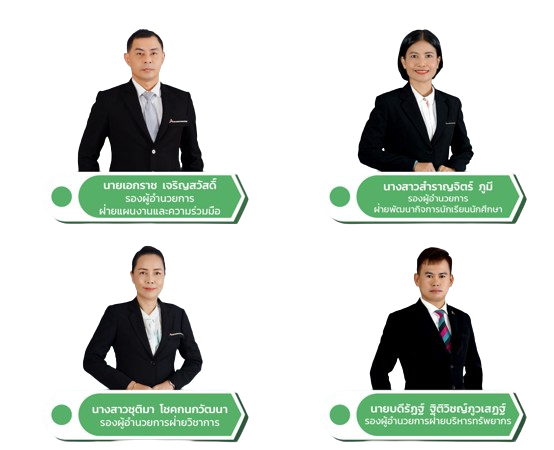 นายเอกราช เจริญสวัสดิ์
รองผู้อำนวยการ
ฝ่ายแผนงานและความร่วมมือ
นางสาวสำราญจิตร์ ภูมี
รองผู้อำนวยการ
ฝ่ายพัฒนากิจการนักเรียนนักศึกษา
นางสาวชุติมา โชคกนกวัฒนา
รองผู้อำนวยการฝ่ายวิชาการ
นายบดีรัฏฐ์ ฐิติวิชญ์ภูวเสฏฐ์
รองผู้อำนวยการฝ่ายบริหารทรัพยากร